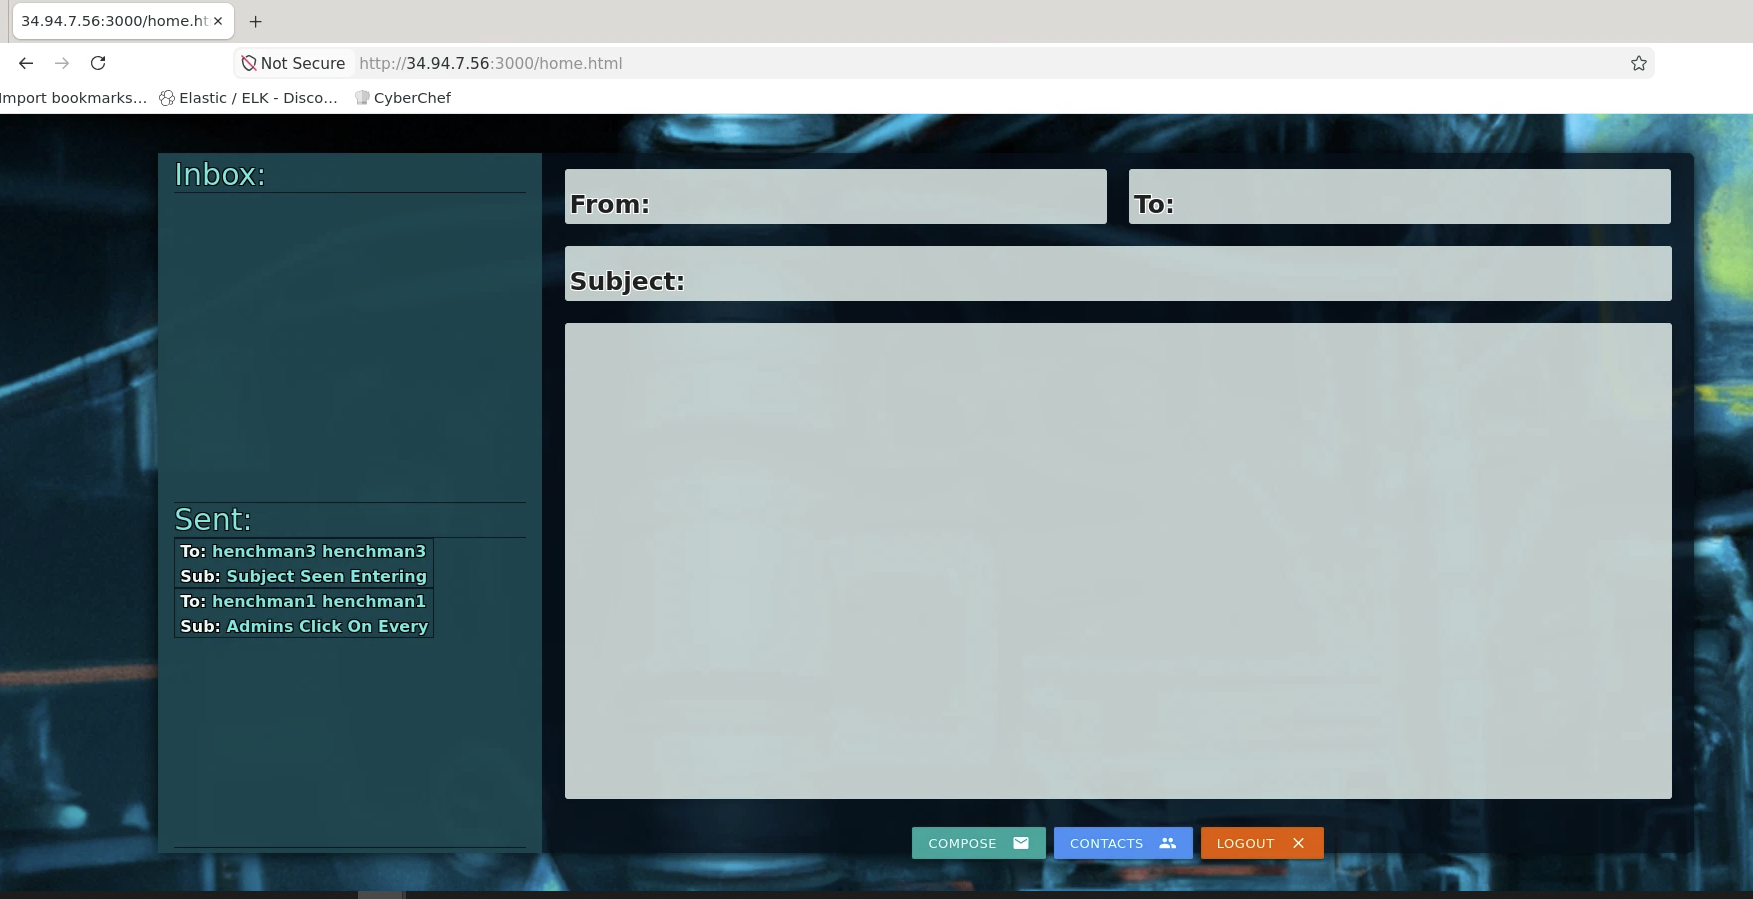 34.94.7.56:3000/home.ht
Not Secure http://34.94.7.56:3000/home.html
Import bookmarks... Elastic / ELK - Disco... CyberChef
Inbox:
From:
To:
Subject:
Sent:
To: henchman3 henchman3
Sub: Subject Seen Entering
To: henchman1 henchman1
Sub: Admins Click On Every
COMPOSE CONTACTS LOGOUT